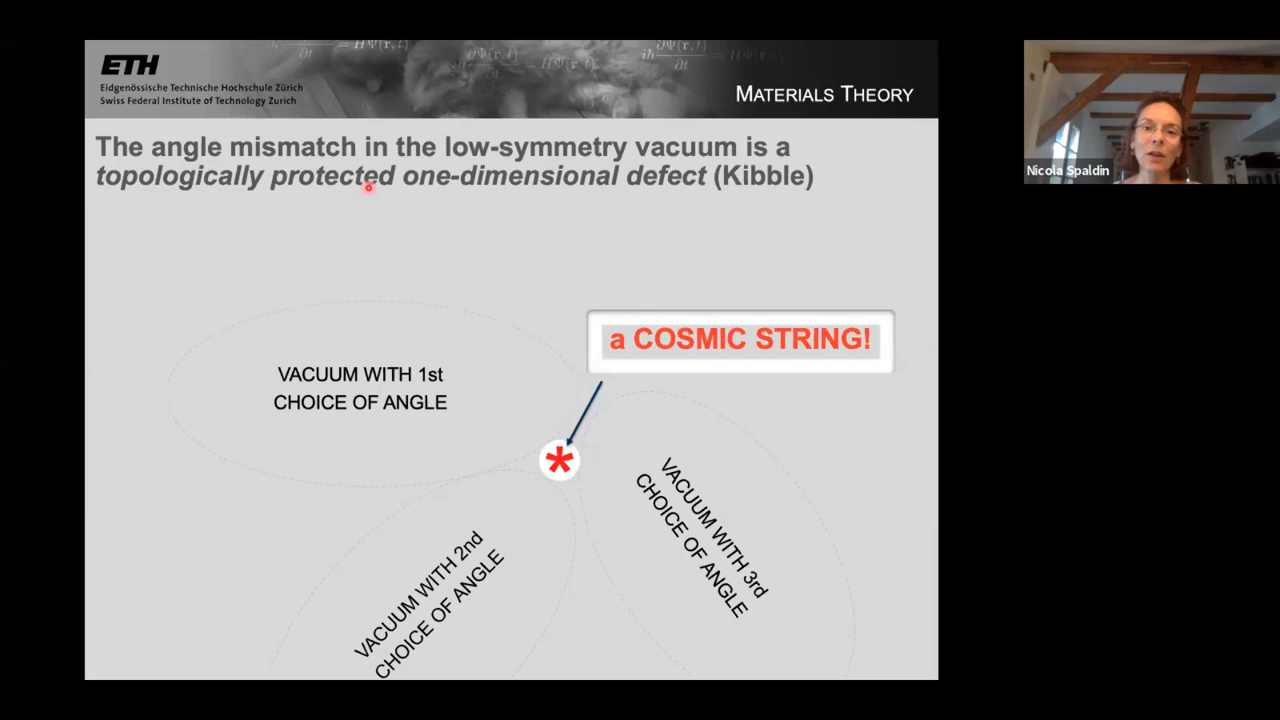 ETH
Eidgenössische Technische Hochschule Zürich
Swiss Federal Institute of Technology Zurich
MATERIALS THEORY
The angle mismatch in the low-symmetry vacuum is a
topologically protected one-dimensional defect (Kibble)
a COSMIC STRING!
VACUUM WITH 1st
CHOICE OF ANGLE
*
VACUUM WITH 2nd
CHOICE OF ANGLE
VACUUM WITH 3rd
CHOICE OF ANGLE
Nicola Spaldin